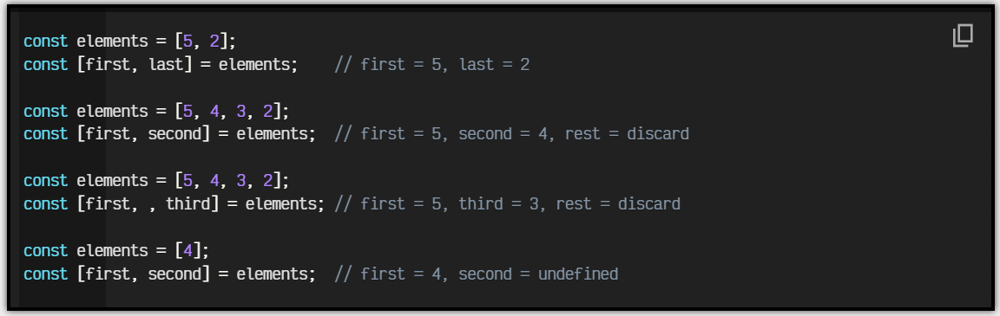 const elements = [5, 2];
const [first, last] = elements;    // first = 5, last = 2
const elements = [5, 4, 3, 2];
const [first, second] = elements;  // first = 5, second = 4, rest = discard
const elements = [5, 4, 3, 2];
const [first, , third] = elements; // first = 5, third = 3, rest = discard
const elements = [4];
const [first, second] = elements;  // first = 4, second = undefined